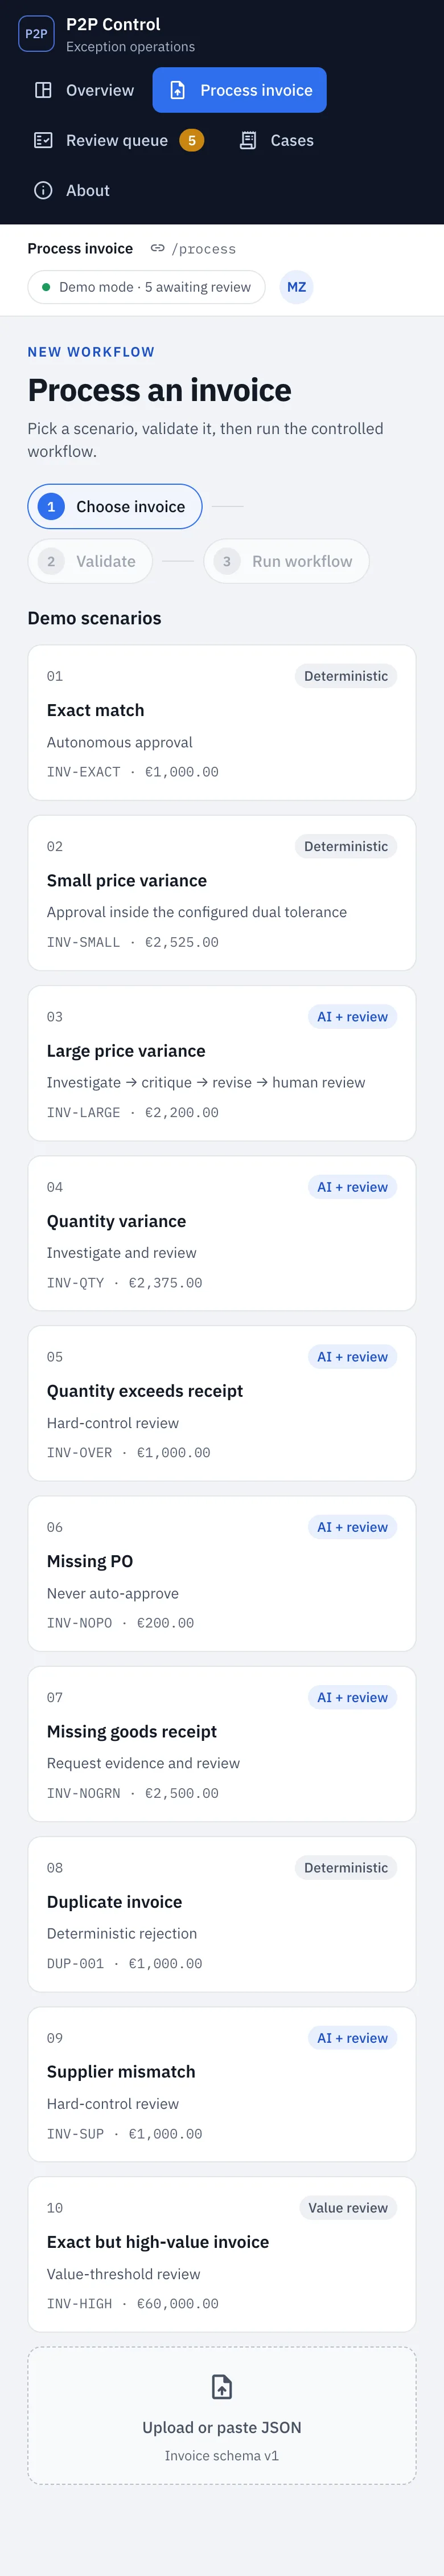 P2P
P2P Control
Exception operations
Overview
Process invoice
Review queue 5
Cases
About
Process invoice /process
Demo mode · 5 awaiting review
MZ
NEW WORKFLOW
Process an invoice
Pick a scenario, validate it, then run the controlled
workflow.
1 Choose invoice
2 Validate
3 Run workflow
Demo scenarios
01 Deterministic
Exact match
Autonomous approval
INV-EXACT · €1,000.00
02 Deterministic
Small price variance
Approval inside the configured dual tolerance
INV-SMALL · €2,525.00
03 AI + review
Large price variance
Investigate → critique → revise → human review
INV-LARGE · €2,200.00
04 AI + review
Quantity variance
Investigate and review
INV-QTY · €2,375.00
05 AI + review
Quantity exceeds receipt
Hard-control review
INV-OVER · €1,000.00
06 AI + review
Missing PO
Never auto-approve
INV-NOPO · €200.00
07 AI + review
Missing goods receipt
Request evidence and review
INV-NOGRN · €2,500.00
08 Deterministic
Duplicate invoice
Deterministic rejection
DUP-001 · €1,000.00
09 AI + review
Supplier mismatch
Hard-control review
INV-SUP · €1,000.00
10 Value review
Exact but high-value invoice
Value-threshold review
INV-HIGH · €60,000.00
Upload or paste JSON
Invoice schema v1